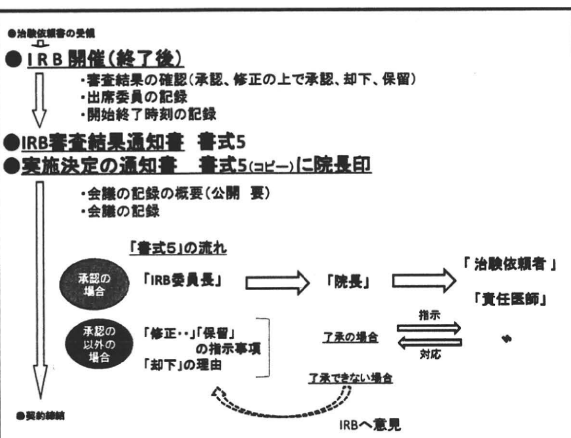 ●治験依頼書の受領
●IRB開催(終了後)
・審査結果の確認(承認、修正の上で承認、却下、保留)
・出席委員の記録
・開始終了時刻の記録
●IRB審査結果通知書 書式5
●実施決定の通知書 書式5(コピー)に院長印
・会議の記録の概要(公開 要)
・会議の記録
「書式5」の流れ
承認の
場合
「IRB委員長」
「院長」
「治験依頼者」
「責任医師」
承認の
以外の
場合
「修正‥」「保留」
の指示事項
「却下」の理由
了承の場合
指示
対応
〃
了承できない場合
IRBへ意見
●契約締結